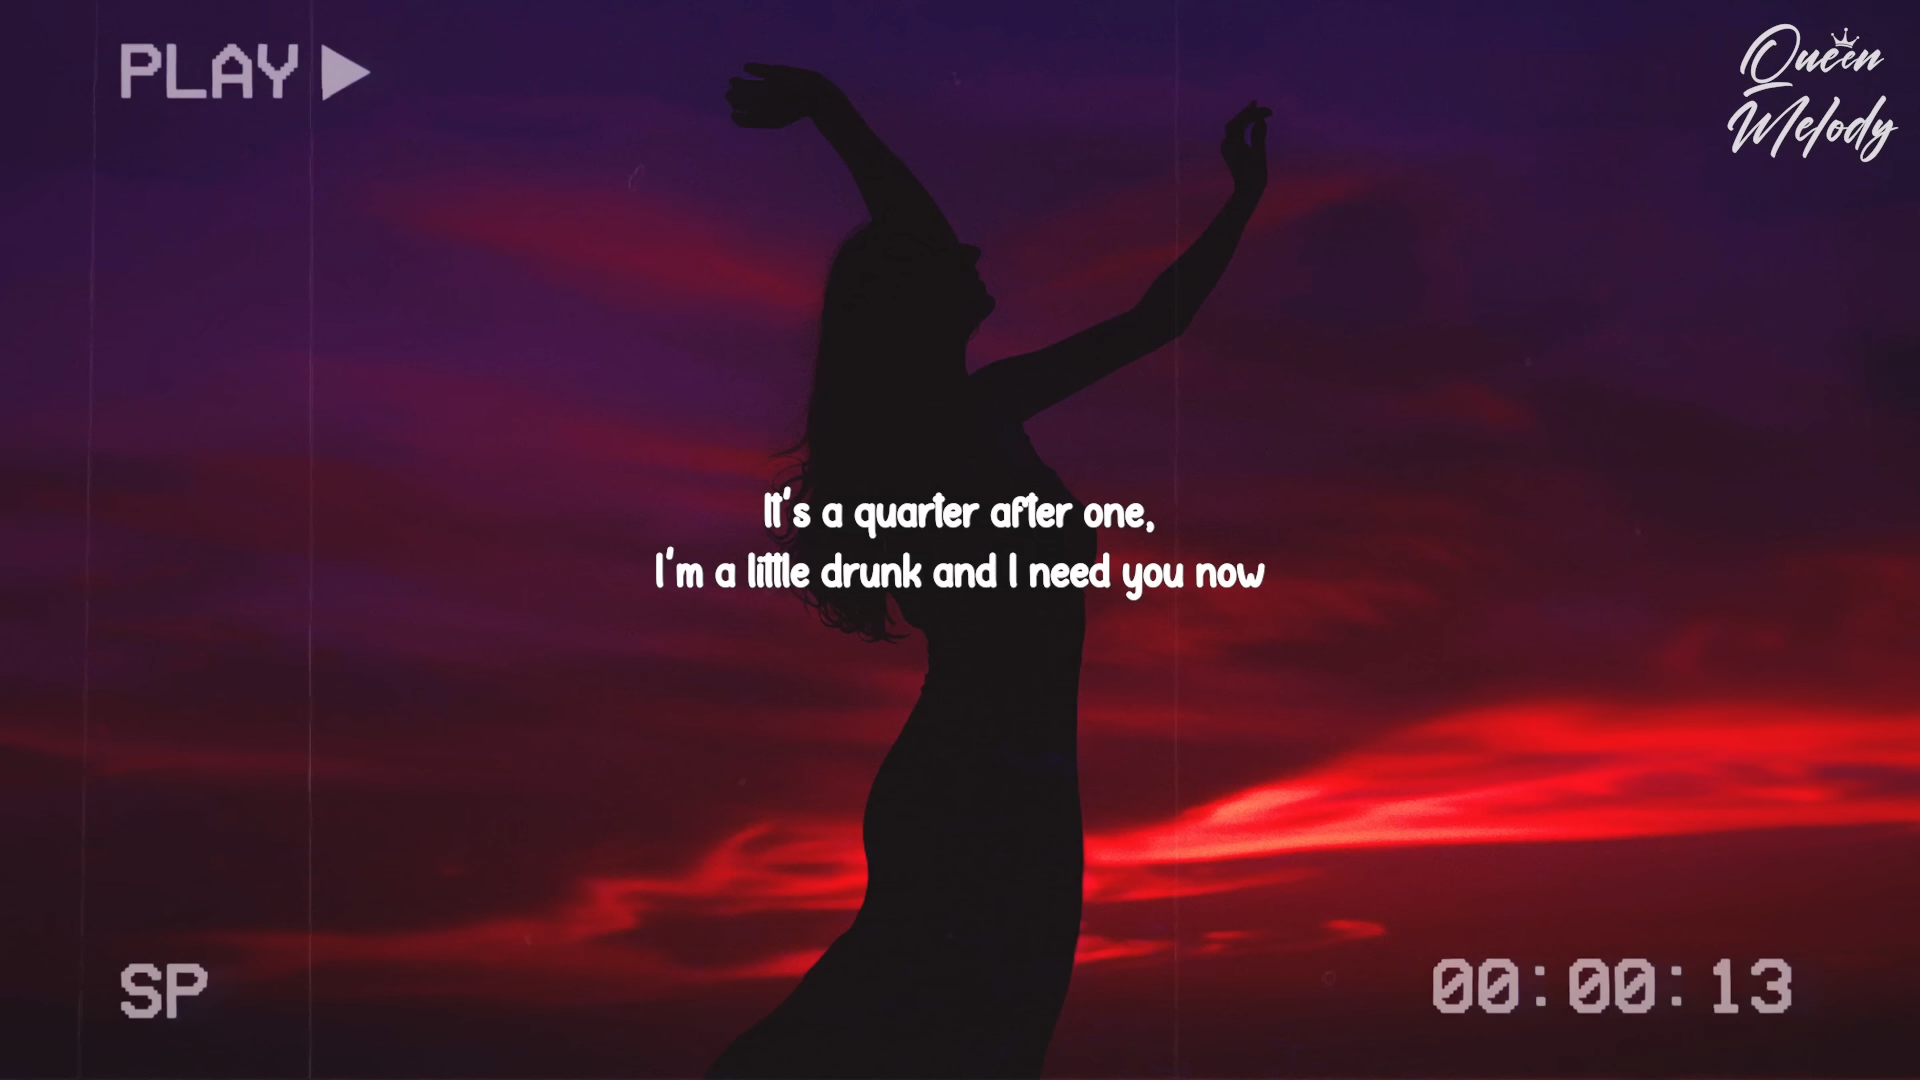 PLAY
Queen
Melody
It's a quarter after one,
I'm a little drunk and I need you now
SP
00:00:13